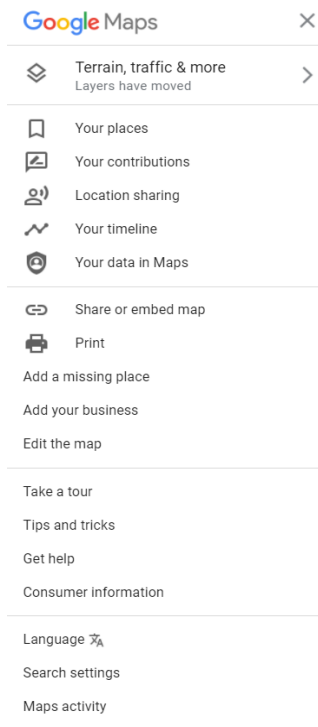 Google Maps
Terrain, traffic & more
Layers have moved
Your places
Your contributions
Location sharing
Your timeline
Your data in Maps
Share or embed map
Print
Add a missing place
Add your business
Edit the map
Take a tour
Tips and tricks
Get help
Consumer information
Language
Search settings
Maps activity